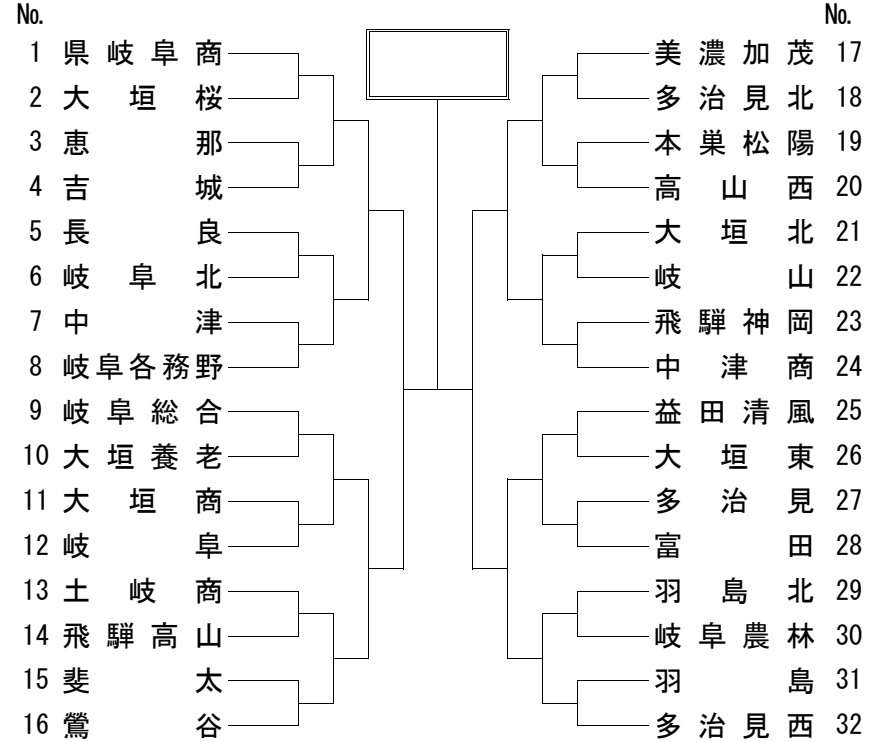 No. No.
1 県岐阜商 美濃加茂 17
2 大垣桜 多治見北 18
3 恵那 本巣松陽 19
4 吉城 高山西 20
5 長良 大垣北 21
6 岐阜北 岐山 22
7 中津 飛騨神岡 23
8 岐阜各務野 中津商 24
9 岐阜総合 益田清風 25
10 大垣養老 大垣東 26
11 大垣商 多治見 27
12 岐阜 富田 28
13 土岐商 羽島北 29
14 飛騨高山 岐阜農林 30
15 斐太 羽島 31
16 鶯谷 多治見西 32